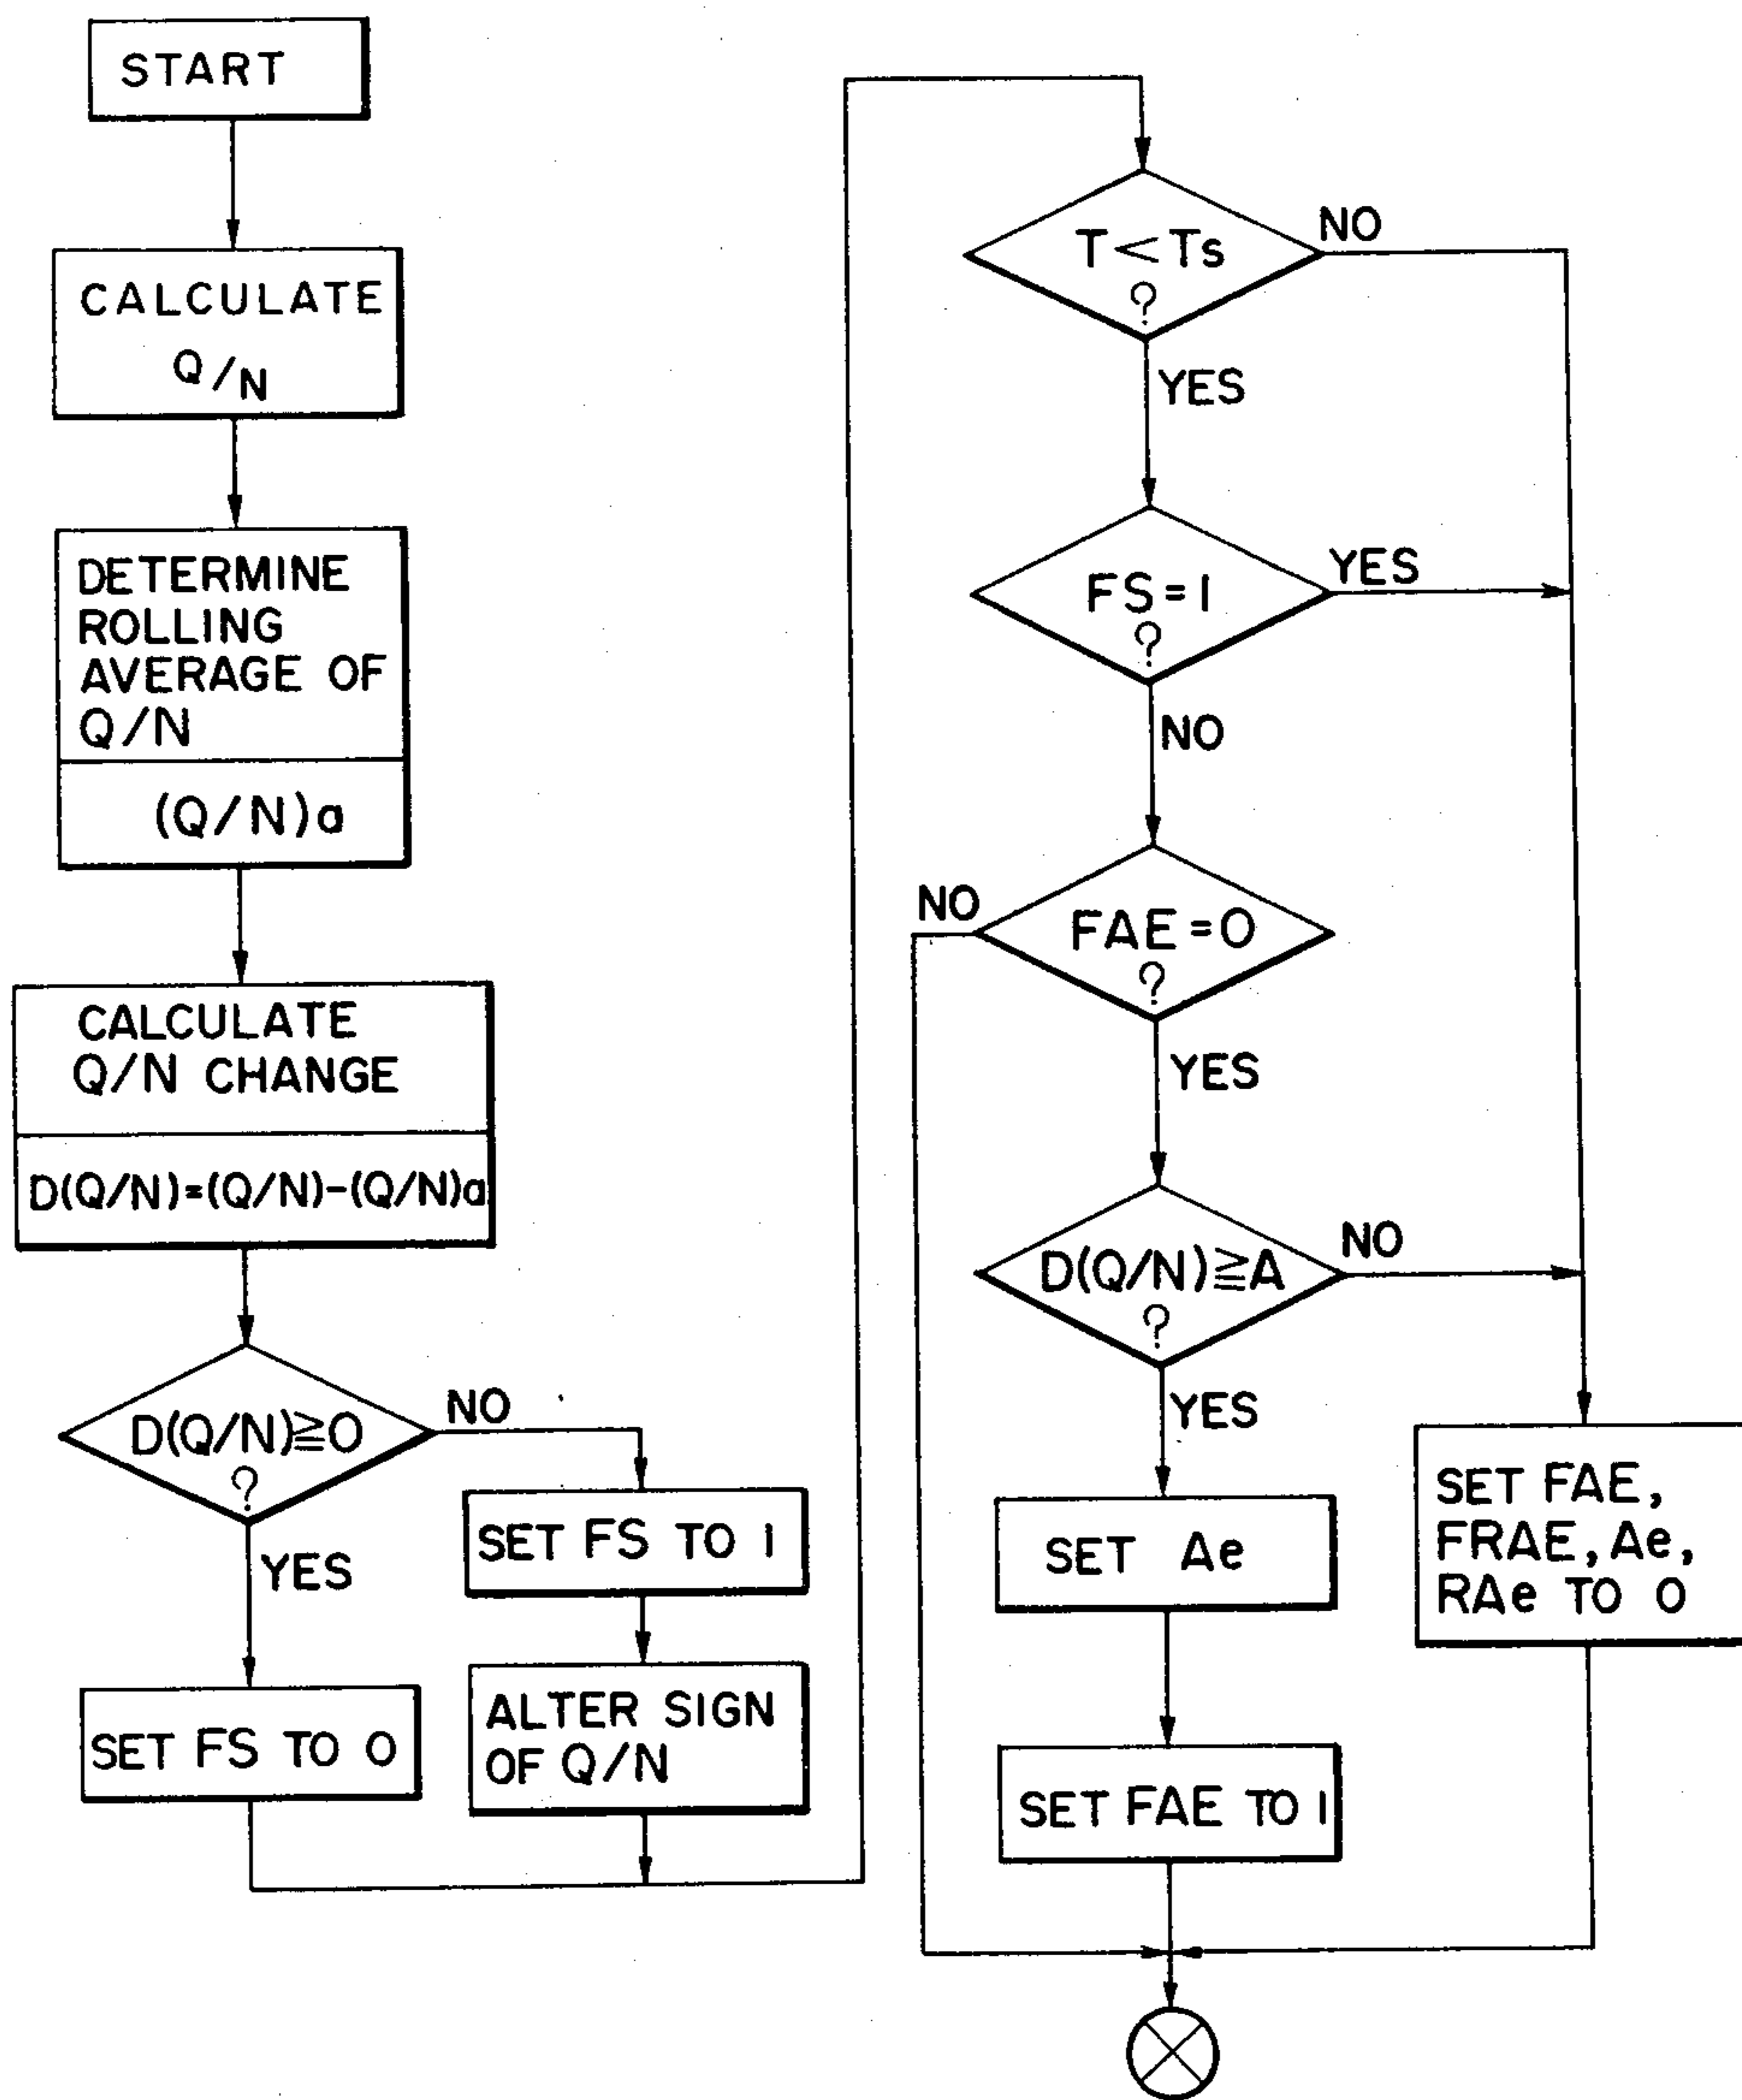 START
CALCULATE
Q/N
DETERMINE
ROLLING
AVERAGE OF
Q/N
(Q/N)a
CALCULATE
Q/N CHANGE
D(Q/N)=(Q/N)-(Q/N)a
D(Q/N)≧0
?
NO
YES
SET FS TO 1
SET FS TO 0
ALTER SIGN
OF Q/N
T<Ts
?
NO
YES
FS=1
?
YES
NO
FAE=0
?
NO
YES
D(Q/N)≧A
?
NO
YES
SET Ae
SET FAE,
FRAE, Ae,
RAe TO 0
SET FAE TO 1